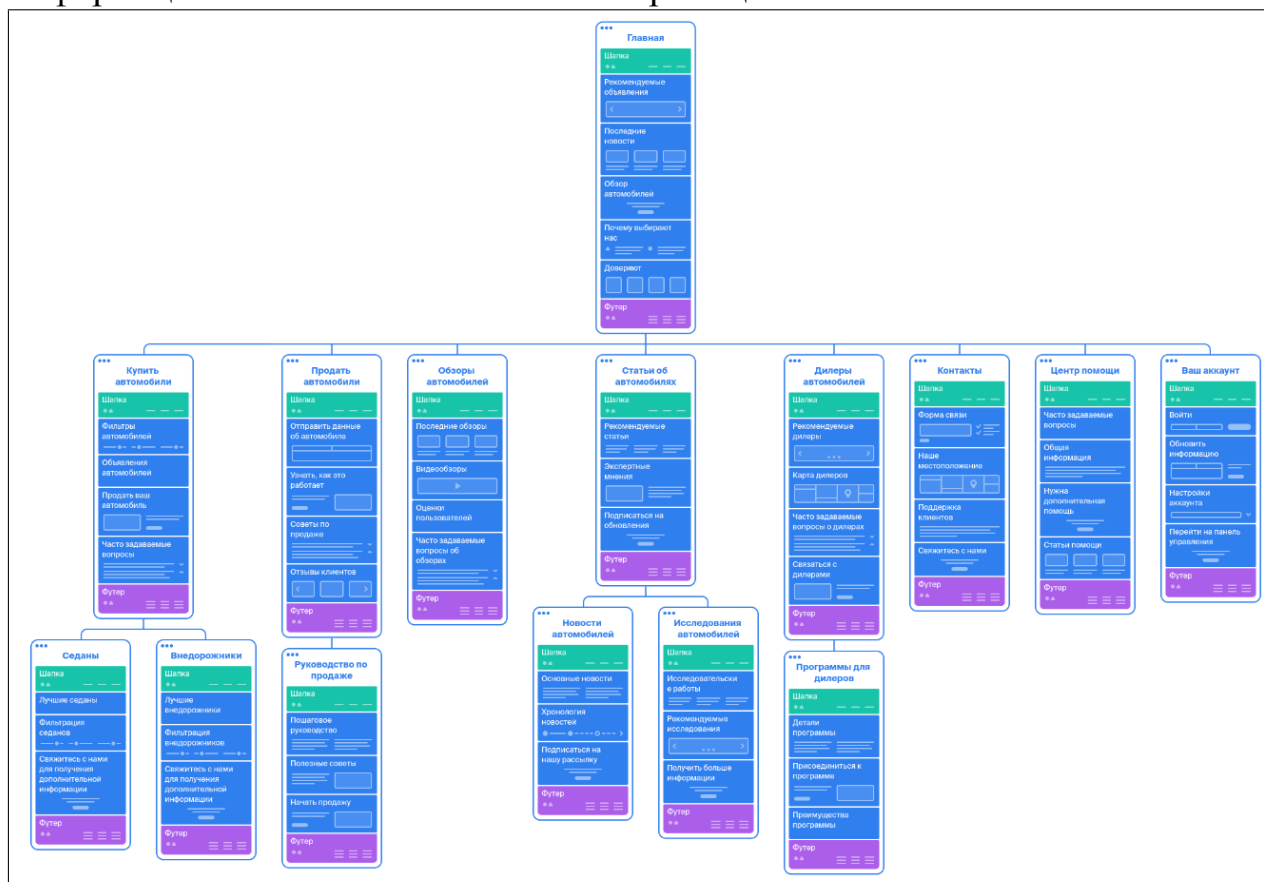 Главная
Шапка
Рекомендуемые
объявления
Последние
новости
Обзор
автомобилей
Почему выбирают
нас
Доверяют
Футер
Купить
автомобили
Шапка
Фильтры
автомобилей
Объявления
автомобилей
Продать ваш
автомобиль
Часто задаваемые
вопросы
Футер
Продать
автомобили
Шапка
Отправить данные
об автомобиле
Узнать, как это
работает
Советы по
продаже
Отзывы клиентов
Футер
Обзоры
автомобилей
Шапка
Последние обзоры
Видеообзоры
Оценки
пользователей
Часто задаваемые
вопросы об
обзорах
Футер
Статьи об
автомобилях
Шапка
Рекомендуемые
статьи
Экспертные
мнения
Подписаться на
обновления
Футер
Дилеры
автомобилей
Шапка
Рекомендуемые
дилеры
Карта дилеров
Часто задаваемые
вопросы о дилерах
Связаться с
дилерами
Футер
Контакты
Шапка
Форма связи
Наше
местоположение
Поддержка
клиентов
Свяжитесь с нами
Футер
Центр помощи
Шапка
Часто задаваемые
вопросы
Общая
информация
Нужна
дополнительная
помощь
Статьи помощи
Футер
Ваш аккаунт
Шапка
Войти
Обновить
информацию
Настройки
аккаунта
Перейти на панель
управления
Футер
Седаны
Шапка
Лучшие седаны
Фильтрация
седанов
Свяжитесь с нами
для получения
дополнительной
информации
Футер
Внедорожники
Шапка
Лучшие
внедорожники
Фильтрация
внедорожников
Свяжитесь с нами
для получения
дополнительной
информации
Футер
Руководство по
продаже
Шапка
Пошаговое
руководство
Полезные советы
Начать продажу
Футер
Новости
автомобилей
Шапка
Основные новости
Хронология
новостей
Подписаться на
нашу рассылку
Футер
Исследования
автомобилей
Шапка
Исследовательски
е работы
Рекомендуемые
исследования
Получить больше
информации
Футер
Программы для
дилеров
Шапка
Детали
программы
Присоединиться к
программе
Преимущества
программы
Футер